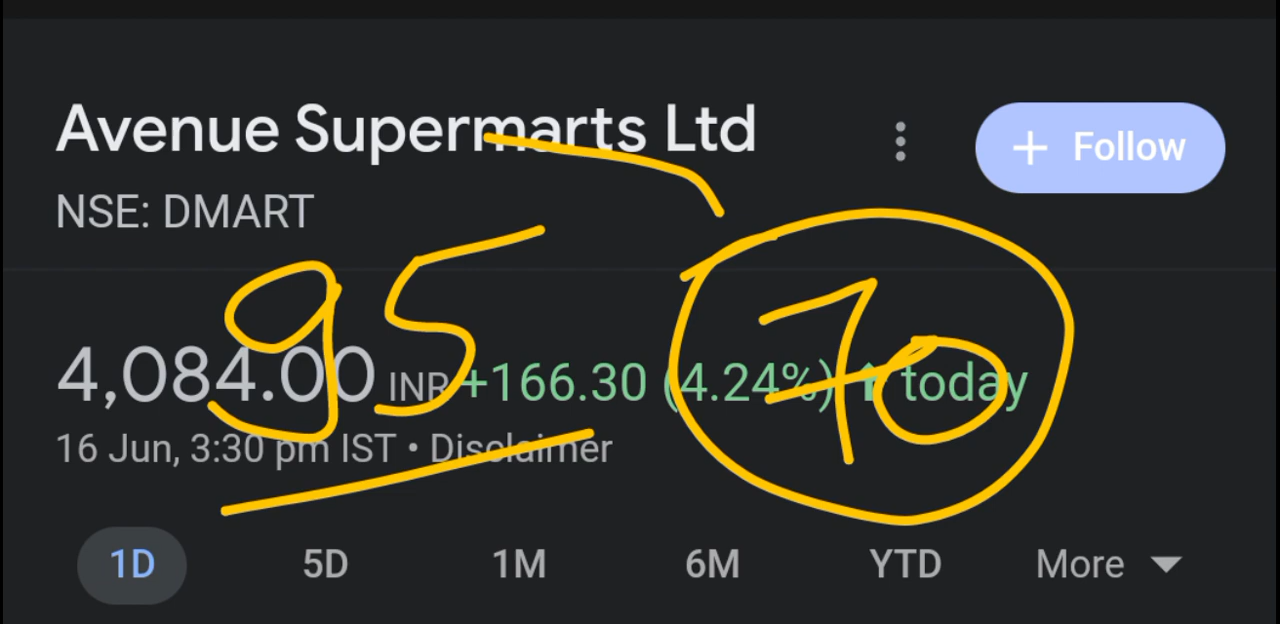 Avenue Supermarts Ltd
+ Follow
NSE: DMART
95 70
4,084.00 INR +166.30 (4.24%) ↑ today
16 Jun, 3:30 pm IST • Disclaimer
1D 5D 1M 6M YTD More